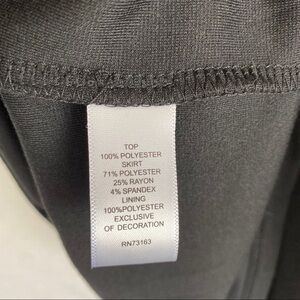 TOP
100% POLYESTER
SKIRT
71% POLYESTER
25% RAYON
4% SPANDEX
LINING
100%POLYESTER
EXCLUSIVE
OF DECORATION
RN73163